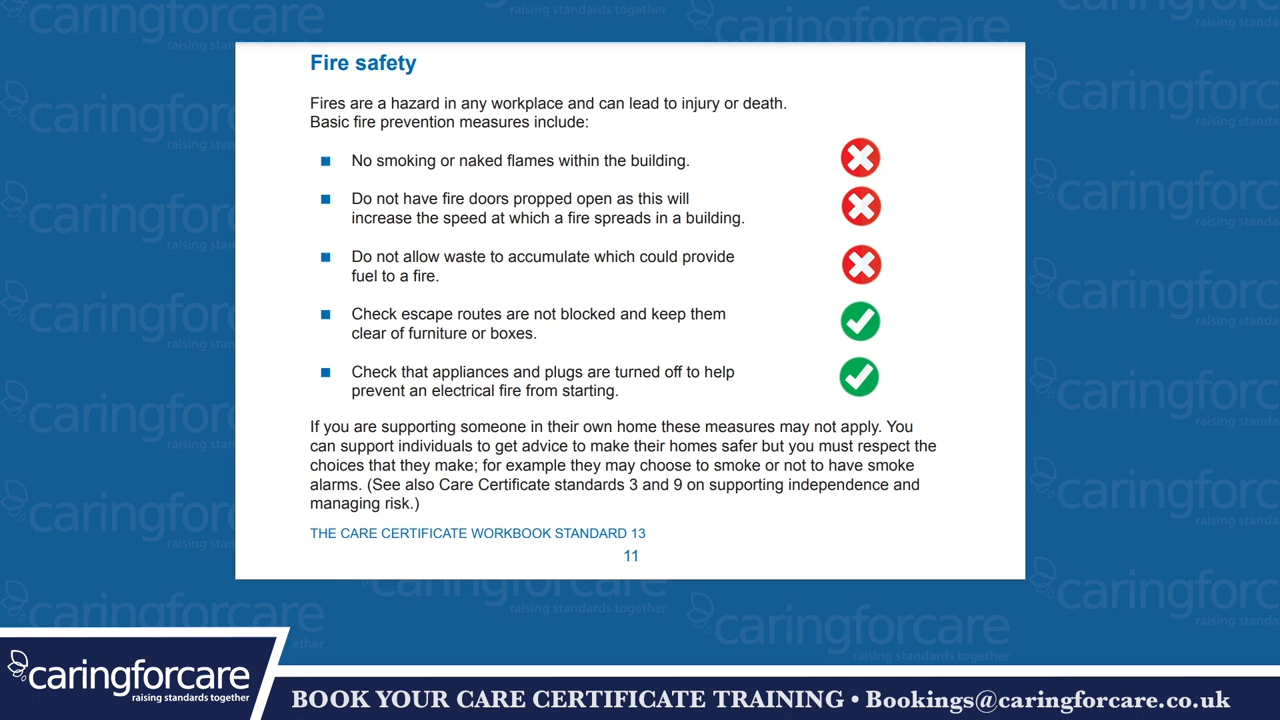 Fire safety
Fires are a hazard in any workplace and can lead to injury or death.
Basic fire prevention measures include:
No smoking or naked flames within the building.
Do not have fire doors propped open as this will
increase the speed at which a fire spreads in a building.
Do not allow waste to accumulate which could provide
fuel to a fire.
Check escape routes are not blocked and keep them
clear of furniture or boxes.
Check that appliances and plugs are turned off to help
prevent an electrical fire from starting.
If you are supporting someone in their own home these measures may not apply. You
can support individuals to get advice to make their homes safer but you must respect the
choices that they make; for example they may choose to smoke or not to have smoke
alarms. (See also Care Certificate standards 3 and 9 on supporting independence and
managing risk.)
THE CARE CERTIFICATE WORKBOOK STANDARD 13
11
caringforcare
raising standards together
BOOK YOUR CARE CERTIFICATE TRAINING • Bookings@caringforcare.co.uk